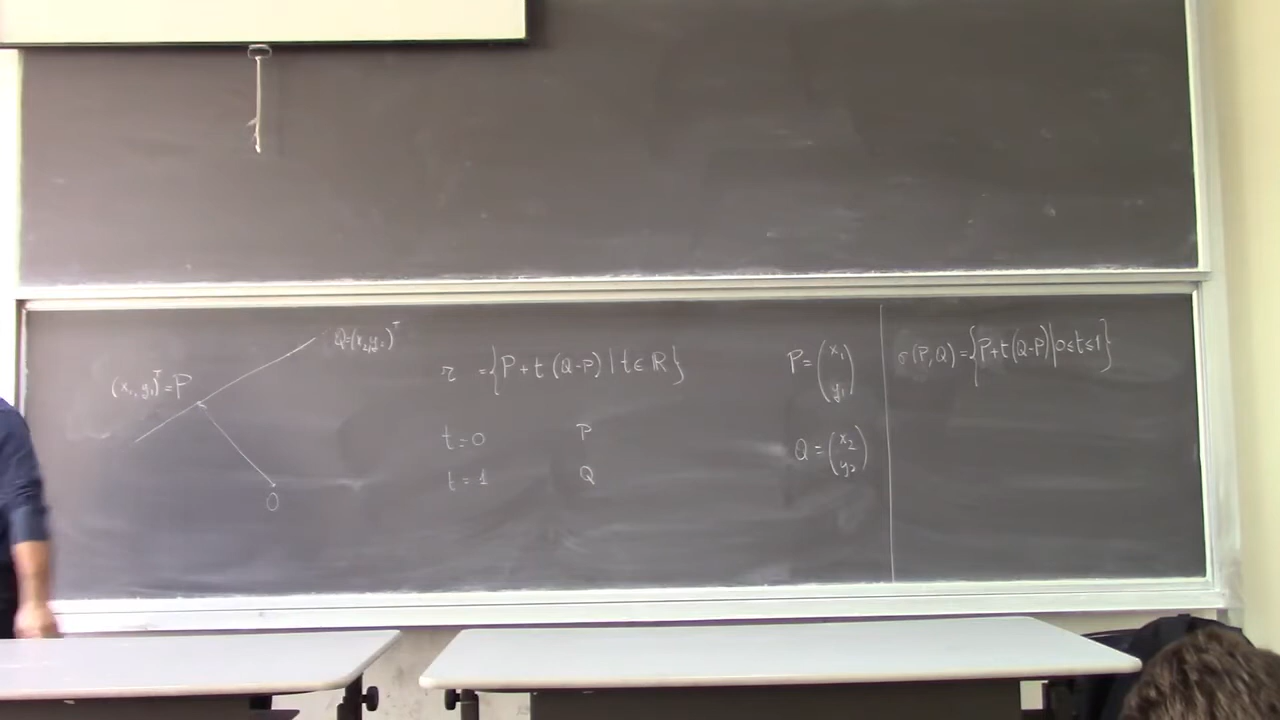 Q=(x₂,y₂)ᵀ
(x₁, y₁)ᵀ=P
O
r = {P + t (Q-P) | t ∈ ℝ}
t=0 P
t=1 Q
P = (x₁ y₁)
Q = (x₂ y₂)
σ(P,Q) = {P+t(Q-P) | 0≤t≤1}